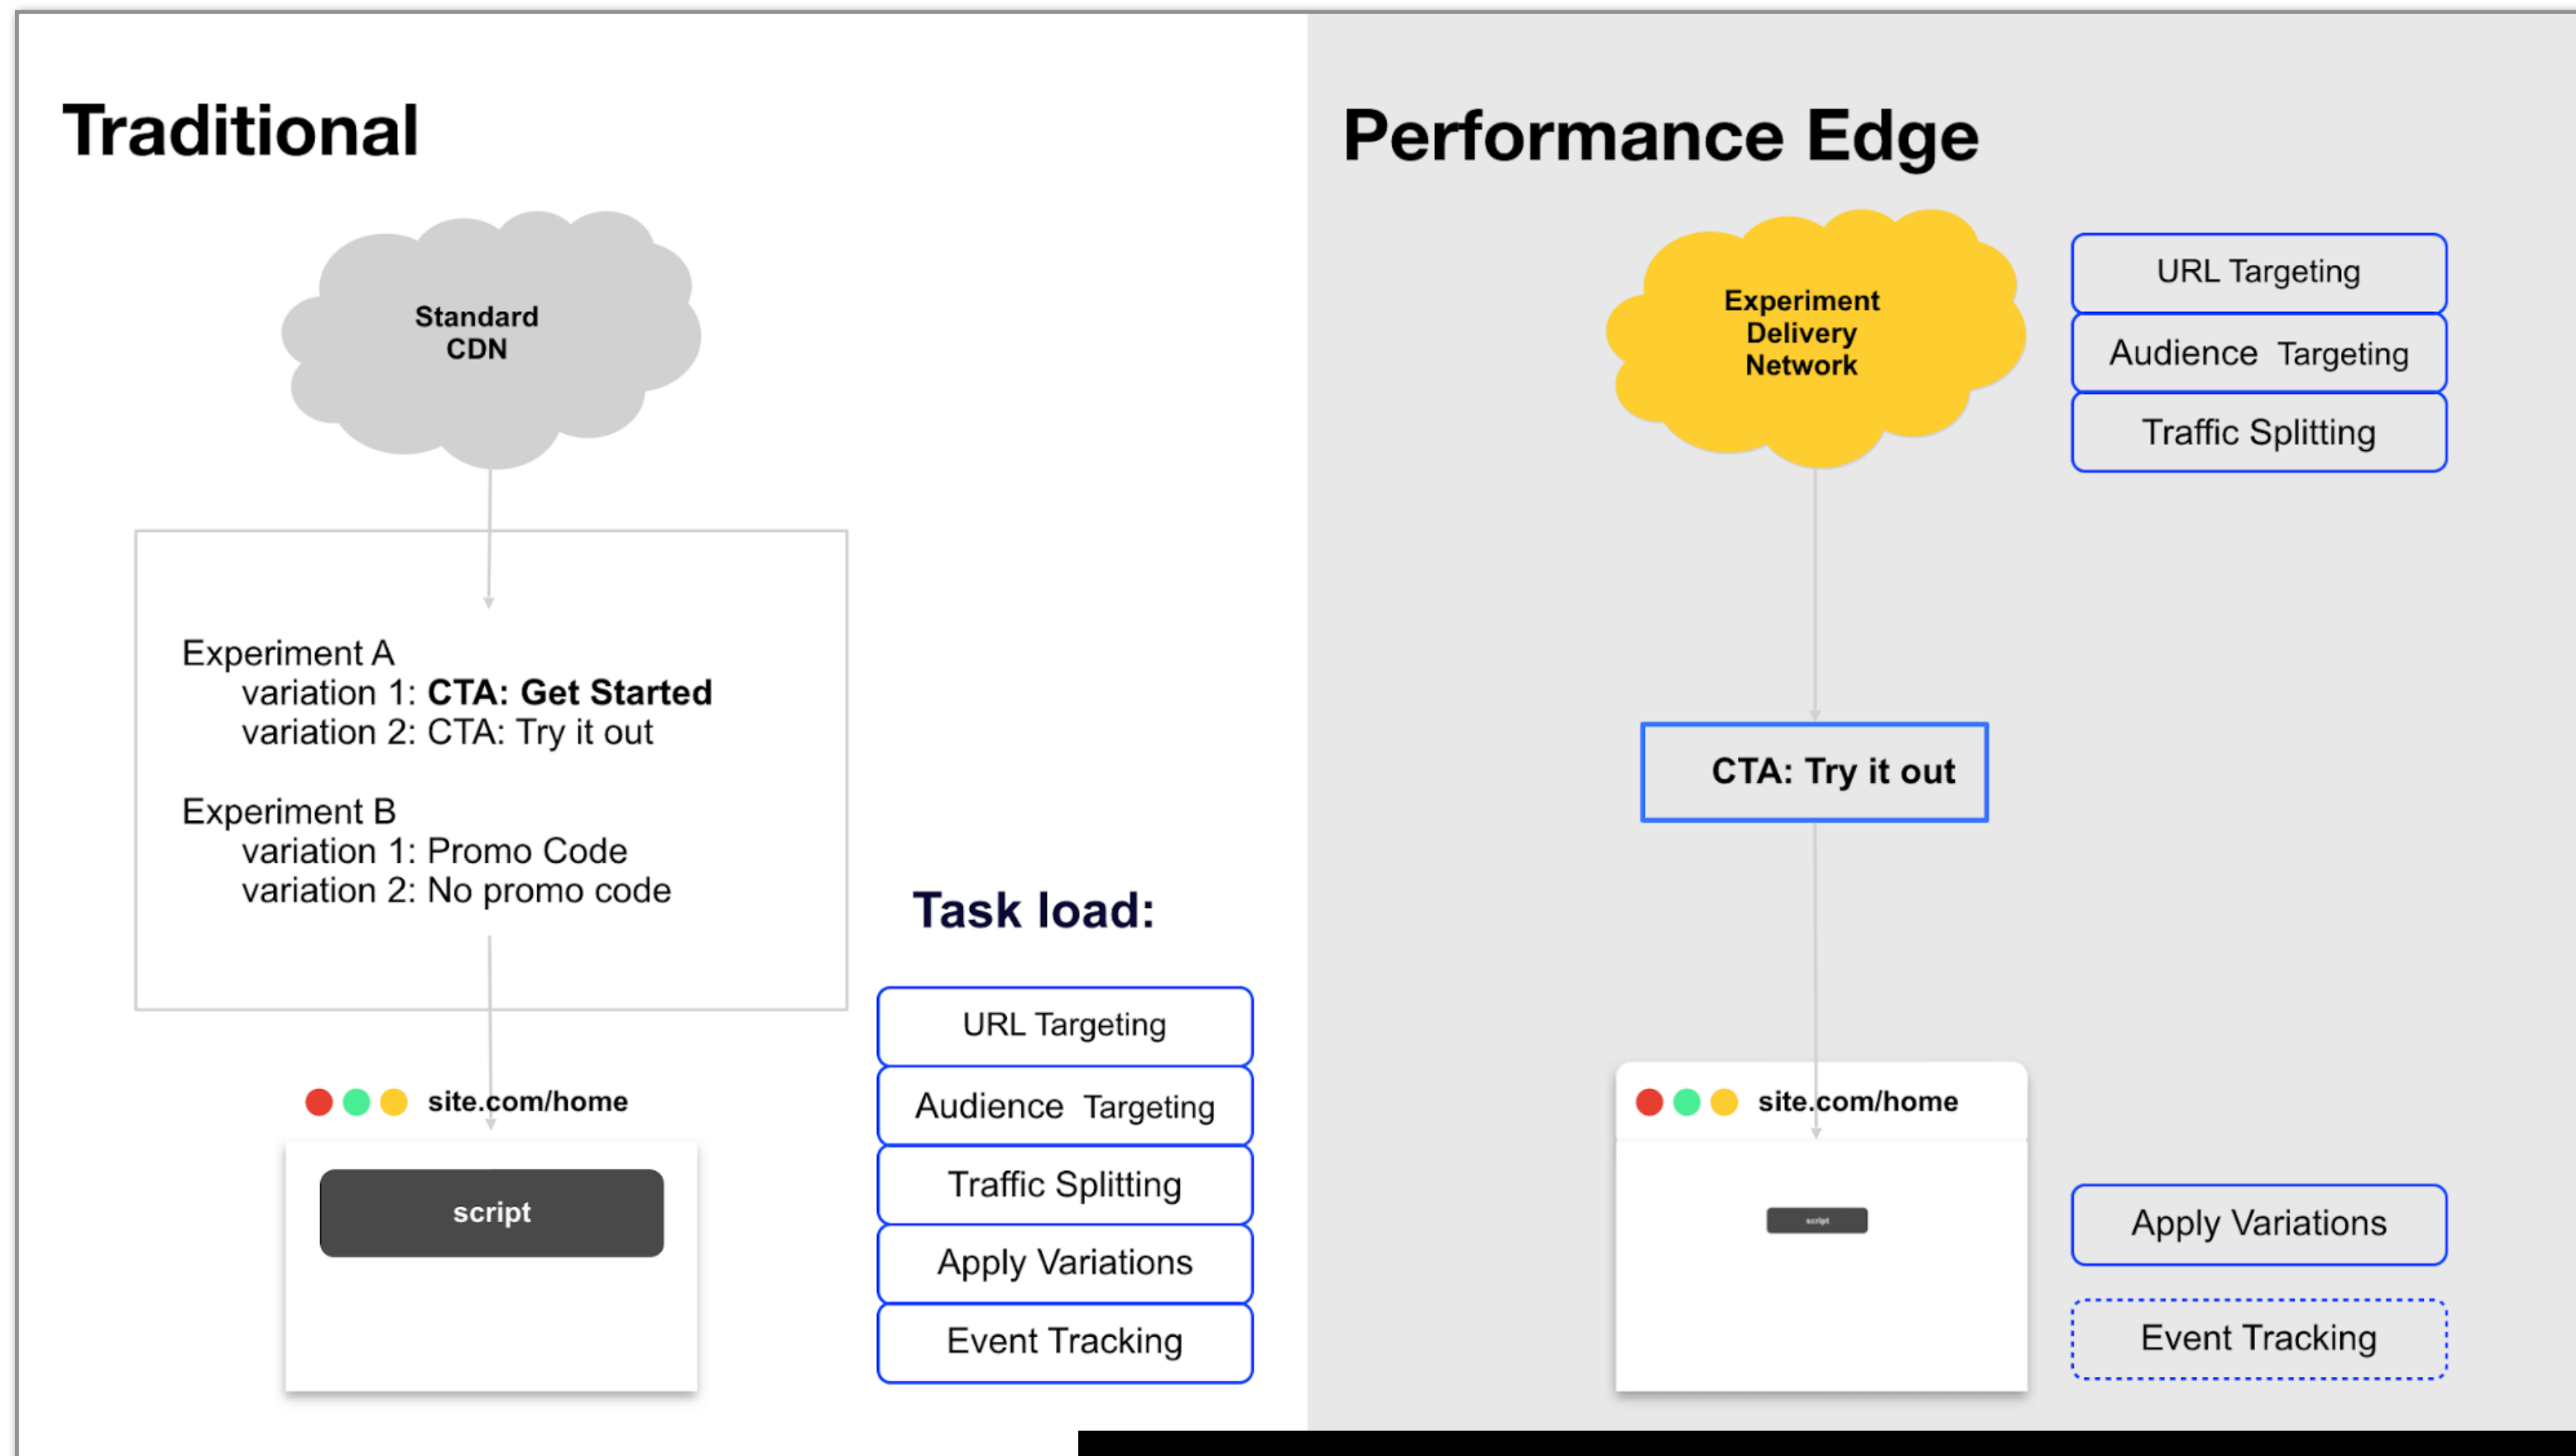 Traditional
Standard
CDN
Experiment A
variation 1: CTA: Get Started
variation 2: CTA: Try it out
Experiment B
variation 1: Promo Code
variation 2: No promo code
site.com/home
script
Task load:
URL Targeting
Audience Targeting
Traffic Splitting
Apply Variations
Event Tracking
Performance Edge
Experiment
Delivery
Network
URL Targeting
Audience Targeting
Traffic Splitting
CTA: Try it out
site.com/home
script
Apply Variations
Event Tracking